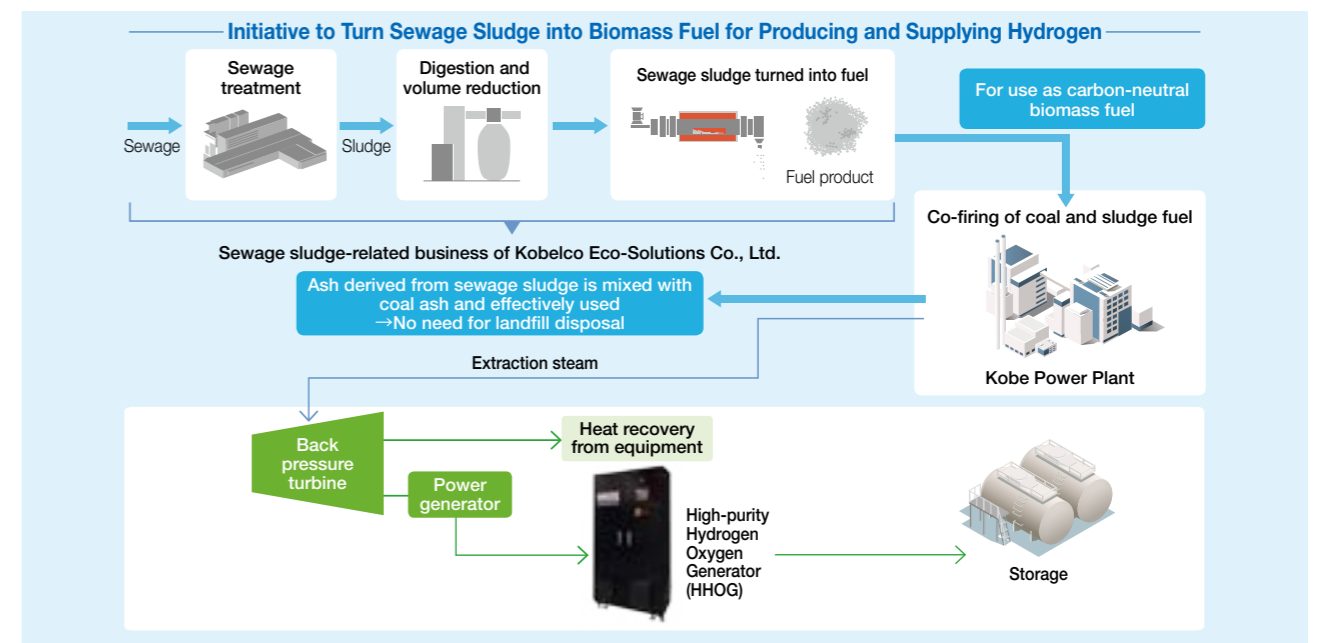 Initiative to Turn Sewage Sludge into Biomass Fuel for Producing and Supplying Hydrogen
Sewage
treatment
Digestion and
volume reduction
Sewage sludge turned into fuel
For use as carbon-neutral
biomass fuel
Sewage
Sludge
Fuel product
Co-firing of coal and sludge fuel
Sewage sludge-related business of Kobelco Eco-Solutions Co., Ltd.
Ash derived from sewage sludge is mixed with
coal ash and effectively used
→No need for landfill disposal
Extraction steam
Kobe Power Plant
Back
pressure
turbine
Heat recovery
from equipment
Power
generator
High-purity
Hydrogen
Oxygen
Generator
(HHOG)
Storage